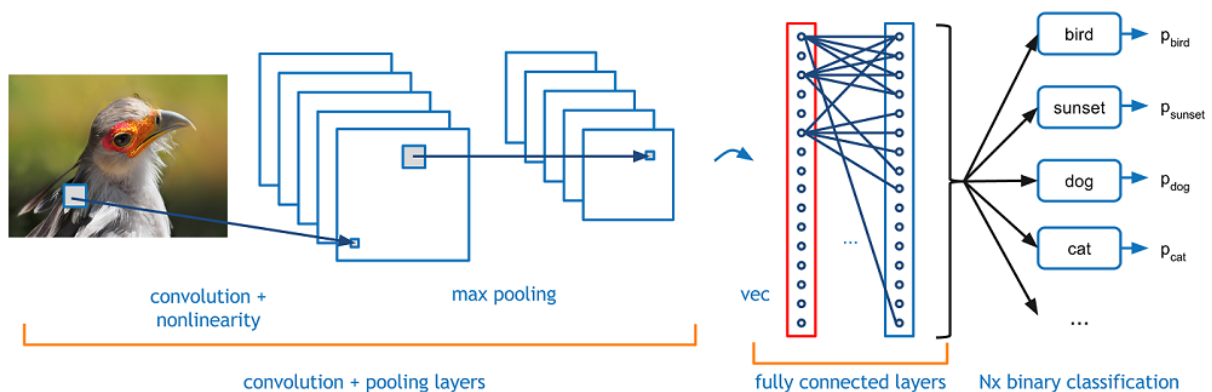 bird
p_bird
sunset
p_sunset
dog
p_dog
cat
p_cat
...
...
convolution +
nonlinearity
max pooling
vec
convolution + pooling layers
fully connected layers
Nx binary classification